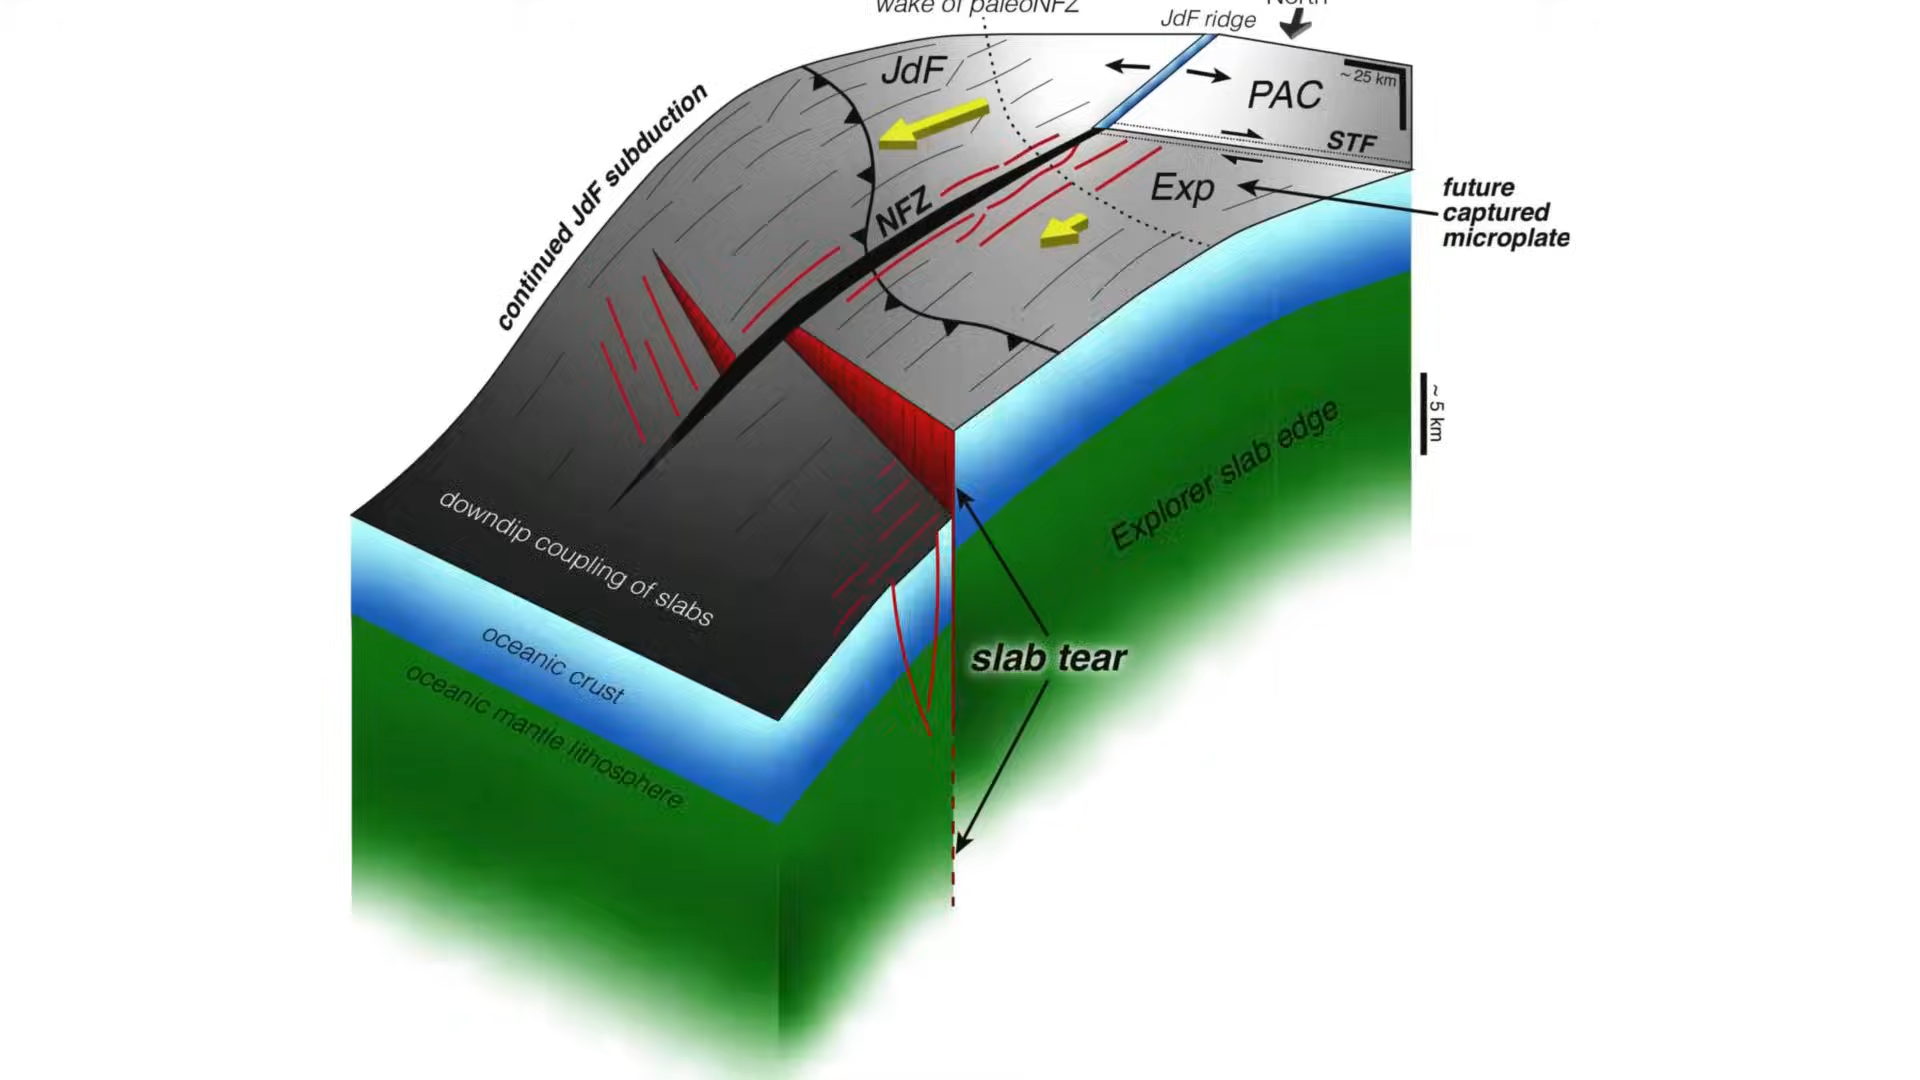 wake of paleoNFZ
JdF ridge
North
JdF
PAC
~ 25 km
STF
continued JdF subduction
NFZ
Exp
future
captured
microplate
~ 5 km
Explorer slab edge
downdip coupling of slabs
oceanic crust
oceanic mantle lithosphere
slab tear